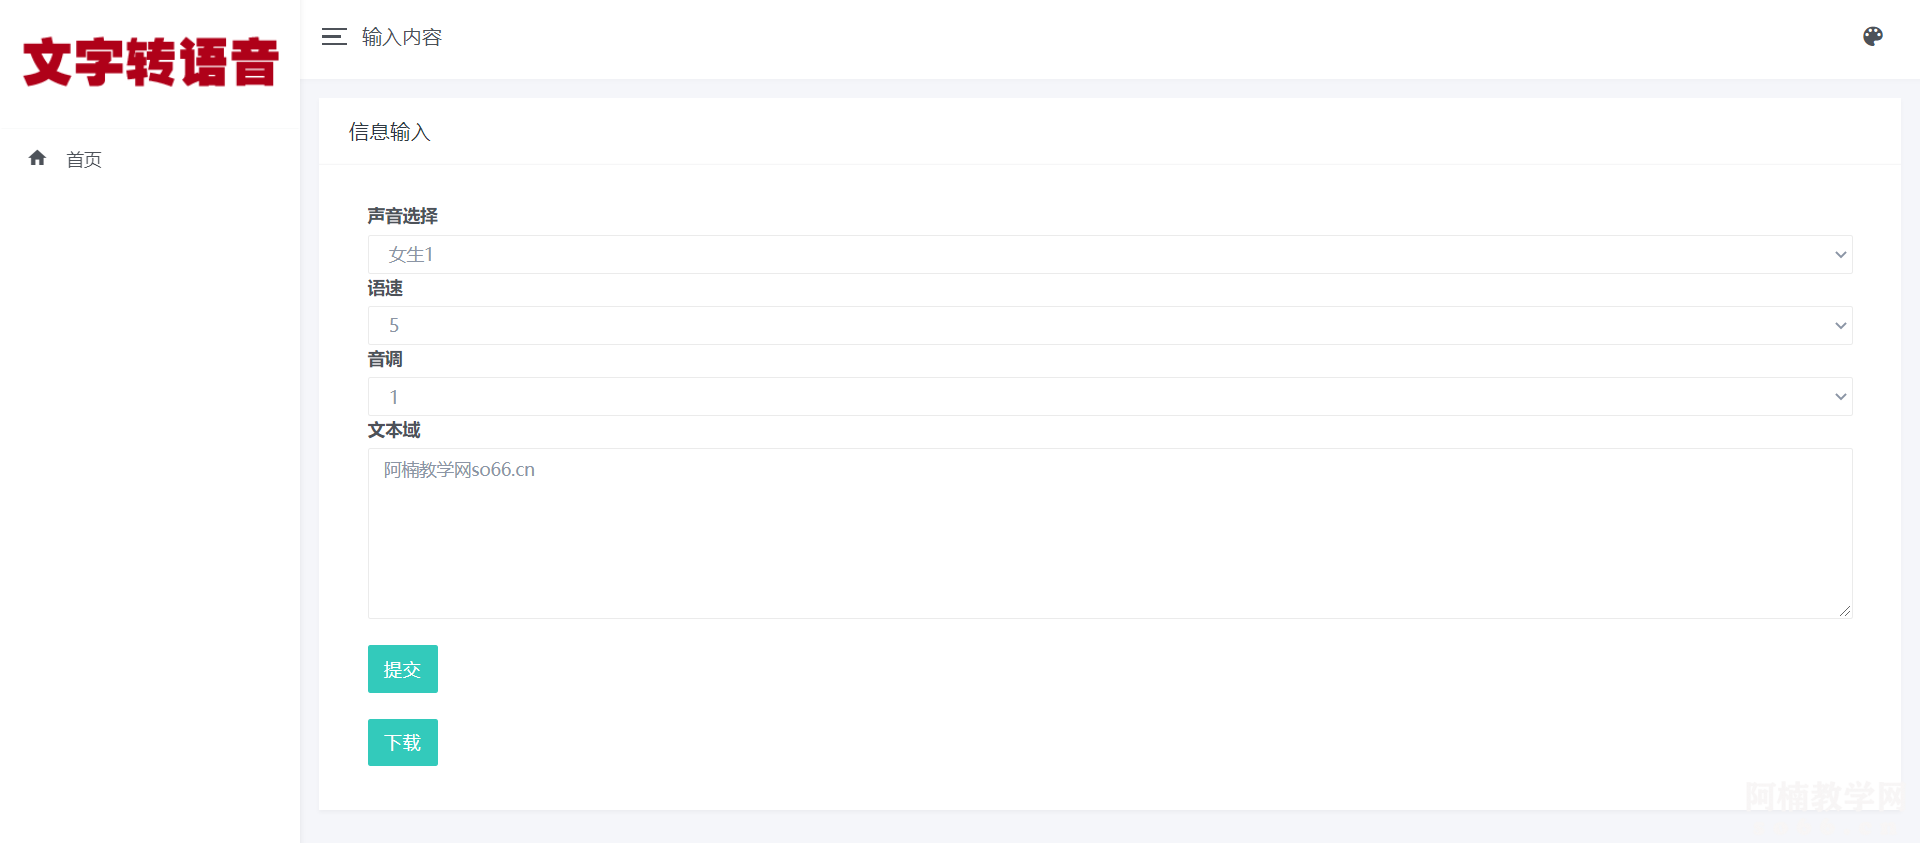 文字转语音
输入内容
首页
信息输入
声音选择
女生1
语速
5
音调
1
文本域
阿楠教学网so66.cn
提交
下载
阿楠教学网